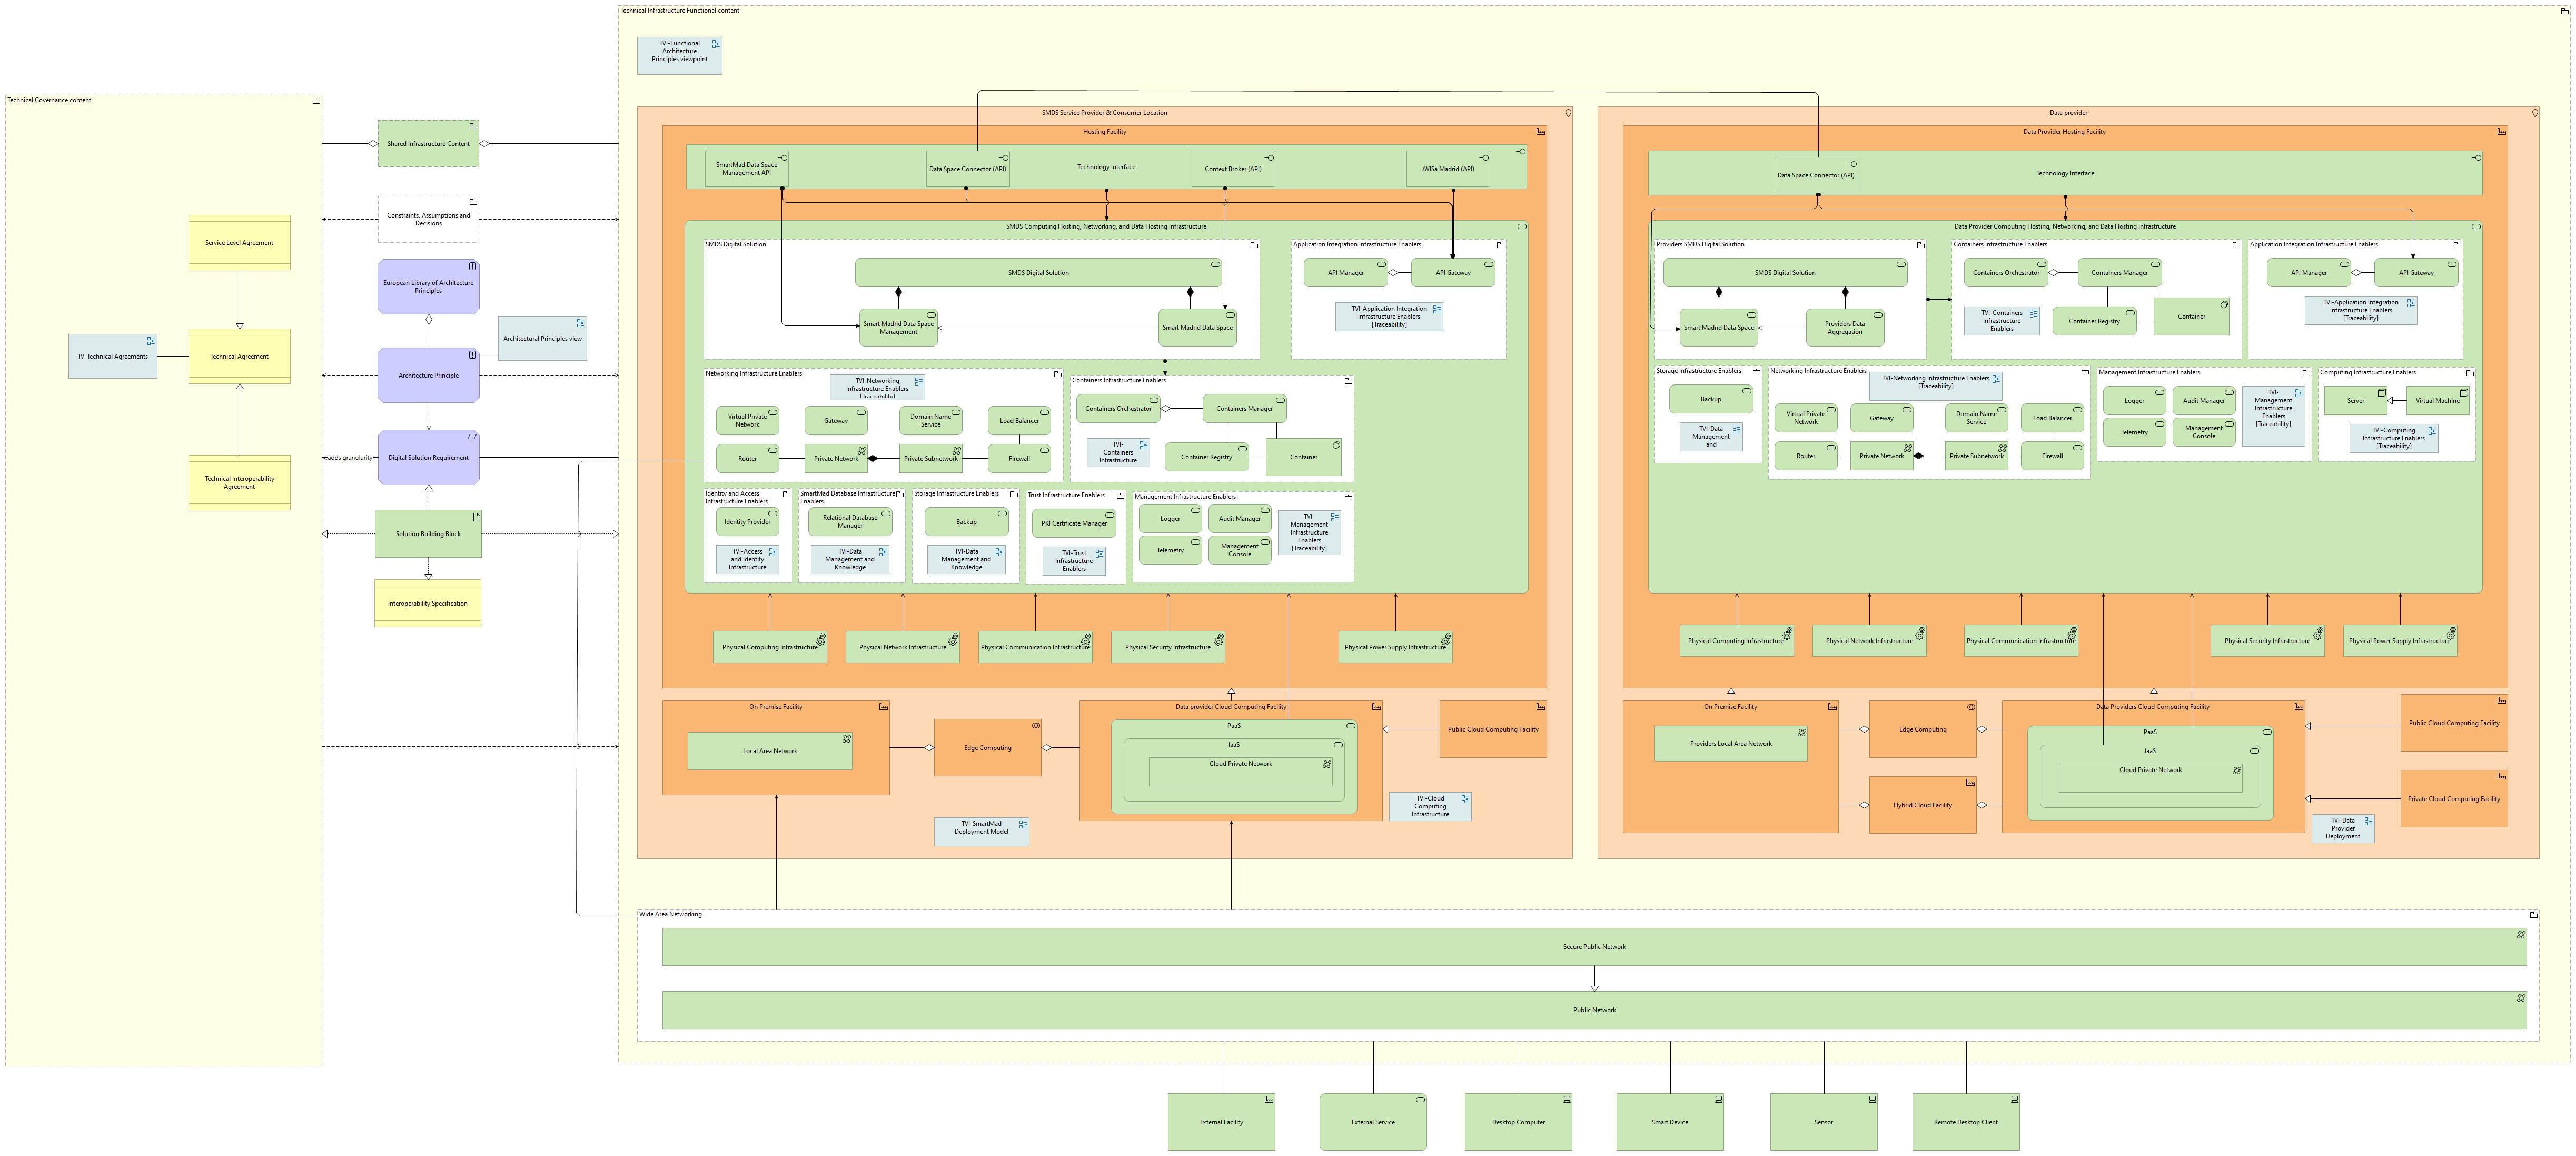 Technical Infrastructure Functional content
TVI-Functional
Architecture
Principles viewpoint
Technical Governance content
Service Level Agreement
TV-Technical Agreements
Technical Agreement
Technical Interoperability
Agreement
Shared Infrastructure Content
Constraints, Assumptions and
Decisions
European Library of Architecture
Principles
Architectural Principles view
Architecture Principle
adds granularity
Digital Solution Requirement
Solution Building Block
Interoperability Specification
SMDS Service Provider & Consumer Location
Hosting Facility
SmartMad Data Space
Management API
Data Space Connector (API)
Technology Interface
Context Broker (API)
AVISa Madrid (API)
SMDS Computing Hosting, Networking, and Data Hosting Infrastructure
SMDS Digital Solution
SMDS Digital Solution
Smart Madrid Data Space
Management
Smart Madrid Data Space
Application Integration Infrastructure Enablers
API Manager
API Gateway
TVI-Application Integration
Infrastructure Enablers
[Traceability]
Networking Infrastructure Enablers
TVI-Networking
Infrastructure Enablers
[Traceability]
Virtual Private
Network
Gateway
Domain Name
Service
Load Balancer
Router
Private Network
Private Subnetwork
Firewall
Containers Infrastructure Enablers
Containers Orchestrator
Containers Manager
TVI-
Containers
Infrastructure
Container Registry
Container
Identity and Access
Infrastructure Enablers
Identity Provider
TVI-Access
and Identity
Infrastructure
SmartMad Database Infrastructure
Enablers
Relational Database
Manager
TVI-Data
Management and
Knowledge
Storage Infrastructure Enablers
Backup
TVI-Data
Management and
Knowledge
Trust Infrastructure Enablers
PKI Certificate Manager
TVI-Trust
Infrastructure
Enablers
Management Infrastructure Enablers
Logger
Audit Manager
Telemetry
Management
Console
TVI-
Management
Infrastructure
Enablers
[Traceability]
Physical Computing Infrastructure
Physical Network Infrastructure
Physical Communication Infrastructure
Physical Security Infrastructure
Physical Power Supply Infrastructure
On Premise Facility
Local Area Network
Edge Computing
Data provider Cloud Computing Facility
PaaS
IaaS
Cloud Private Network
Public Cloud Computing Facility
TVI-Cloud
Computing
Infrastructure
TVI-SmartMad
Deployment Model
Data provider
Data Provider Hosting Facility
Data Space Connector (API)
Technology Interface
Data Provider Computing Hosting, Networking, and Data Hosting Infrastructure
Providers SMDS Digital Solution
SMDS Digital Solution
Smart Madrid Data Space
Providers Data
Aggregation
Containers Infrastructure Enablers
Containers Orchestrator
Containers Manager
TVI-Containers
Infrastructure
Enablers
Container Registry
Container
Application Integration Infrastructure Enablers
API Manager
API Gateway
TVI-Application Integration
Infrastructure Enablers
[Traceability]
Storage Infrastructure Enablers
Backup
TVI-Data
Management
and
Networking Infrastructure Enablers
TVI-Networking Infrastructure Enablers
[Traceability]
Virtual Private
Network
Gateway
Domain Name
Service
Load Balancer
Router
Private Network
Private Subnetwork
Firewall
Management Infrastructure Enablers
Logger
Audit Manager
Telemetry
Management
Console
TVI-
Management
Infrastructure
Enablers
[Traceability]
Computing Infrastructure Enablers
Server
Virtual Machine
TVI-Computing
Infrastructure Enablers
[Traceability]
Physical Computing Infrastructure
Physical Network Infrastructure
Physical Communication Infrastructure
Physical Security Infrastructure
Physical Power Supply Infrastructure
On Premise Facility
Providers Local Area Network
Edge Computing
Hybrid Cloud Facility
Data Providers Cloud Computing Facility
PaaS
IaaS
Cloud Private Network
Public Cloud Computing Facility
Private Cloud Computing Facility
TVI-Data
Provider
Deployment
Wide Area Networking
Secure Public Network
Public Network
External Facility
External Service
Desktop Computer
Smart Device
Sensor
Remote Desktop Client